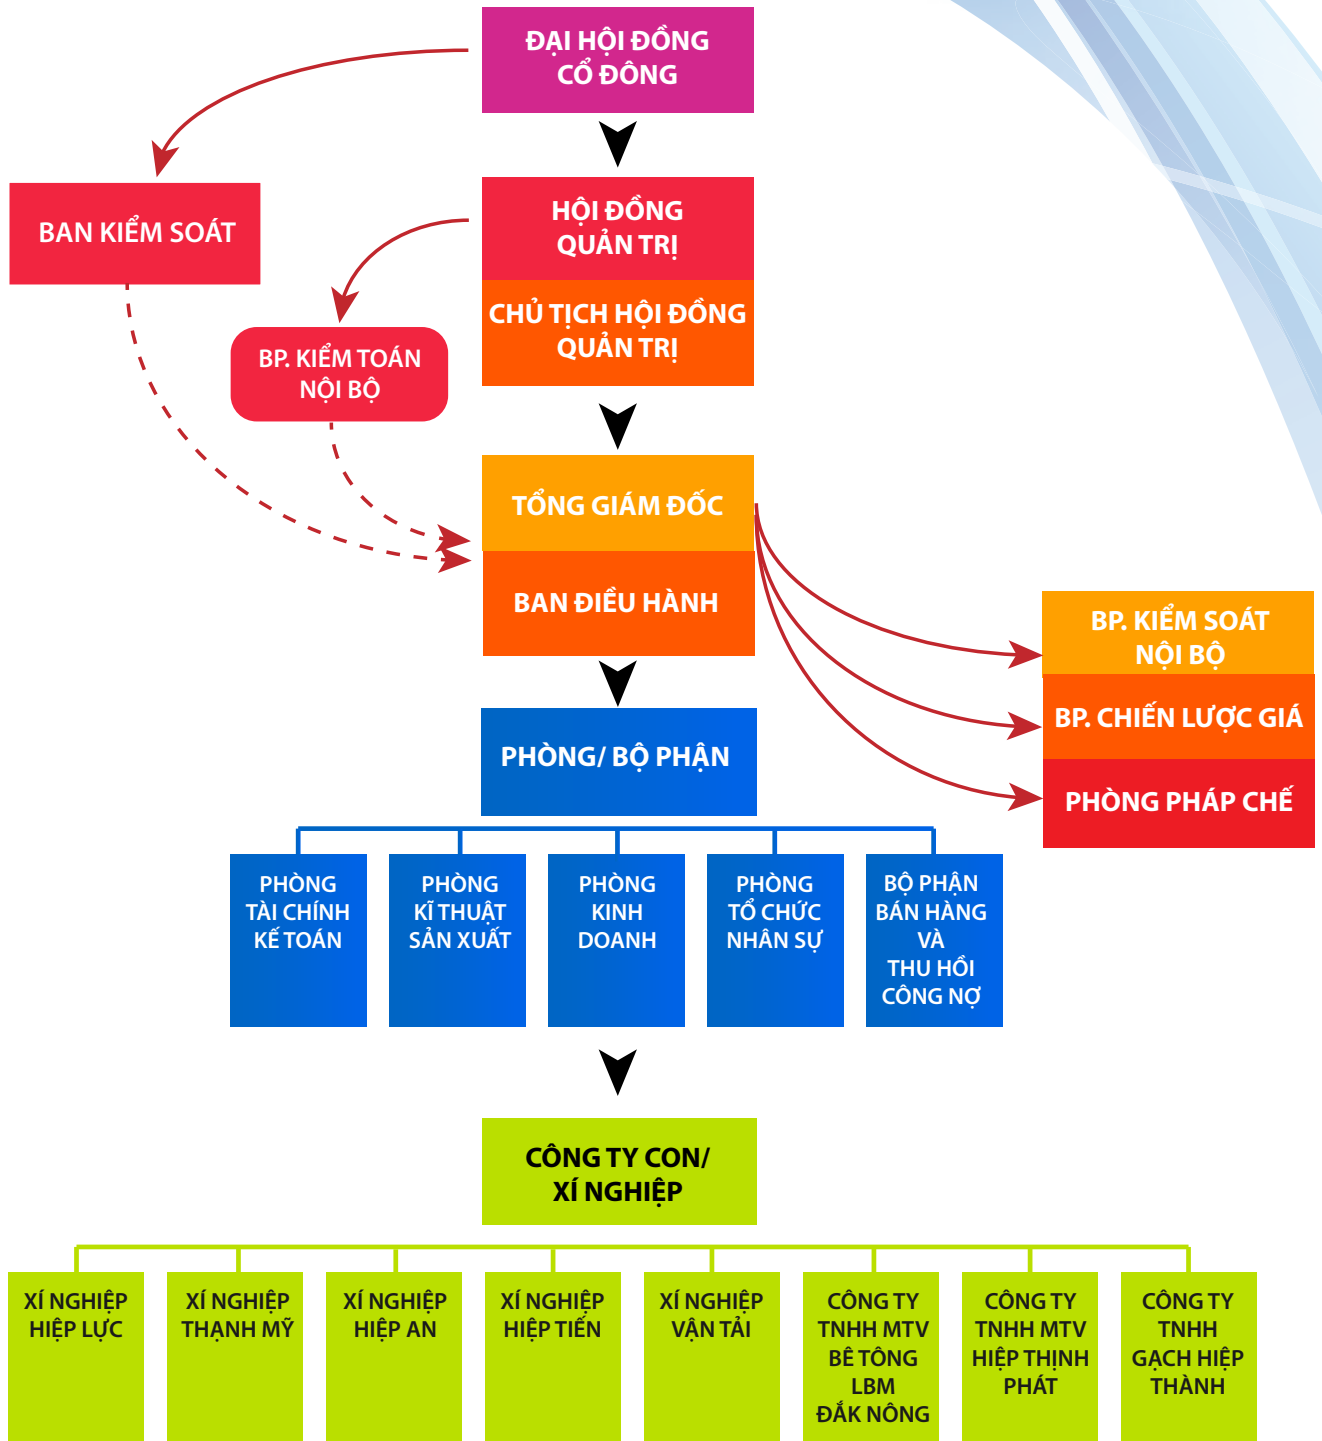 ĐẠI HỘI ĐỒNG
CỔ ĐÔNG
BAN KIỂM SOÁT
HỘI ĐỒNG
QUẢN TRỊ
CHỦ TỊCH HỘI ĐỒNG
QUẢN TRỊ
BP. KIỂM TOÁN
NỘI BỘ
TỔNG GIÁM ĐỐC
BAN ĐIỀU HÀNH
BP. KIỂM SOÁT
NỘI BỘ
BP. CHIẾN LƯỢC GIÁ
PHÒNG PHÁP CHẾ
PHÒNG/ BỘ PHẬN
PHÒNG
TÀI CHÍNH
KẾ TOÁN
PHÒNG
KĨ THUẬT
SẢN XUẤT
PHÒNG
KINH
DOANH
PHÒNG
TỔ CHỨC
NHÂN SỰ
BỘ PHẬN
BÁN HÀNG
VÀ
THU HỒI
CÔNG NỢ
CÔNG TY CON/
XÍ NGHIỆP
XÍ NGHIỆP
HIỆP LỰC
XÍ NGHIỆP
THẠNH MỸ
XÍ NGHIỆP
HIỆP AN
XÍ NGHIỆP
HIỆP TIẾN
XÍ NGHIỆP
VẬN TẢI
CÔNG TY
TNHH MTV
BÊ TÔNG
LBM
ĐẮK NÔNG
CÔNG TY
TNHH MTV
HIỆP THỊNH
PHÁT
CÔNG TY
TNHH
GẠCH HIỆP
THÀNH